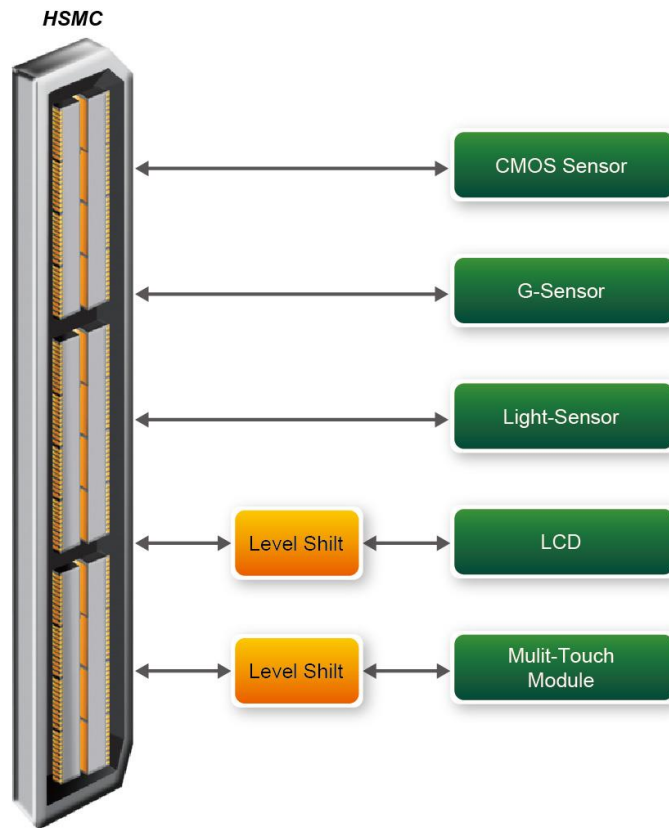 HSMC
CMOS Sensor
G-Sensor
Light-Sensor
Level Shilt
LCD
Level Shilt
Mulit-Touch
Module